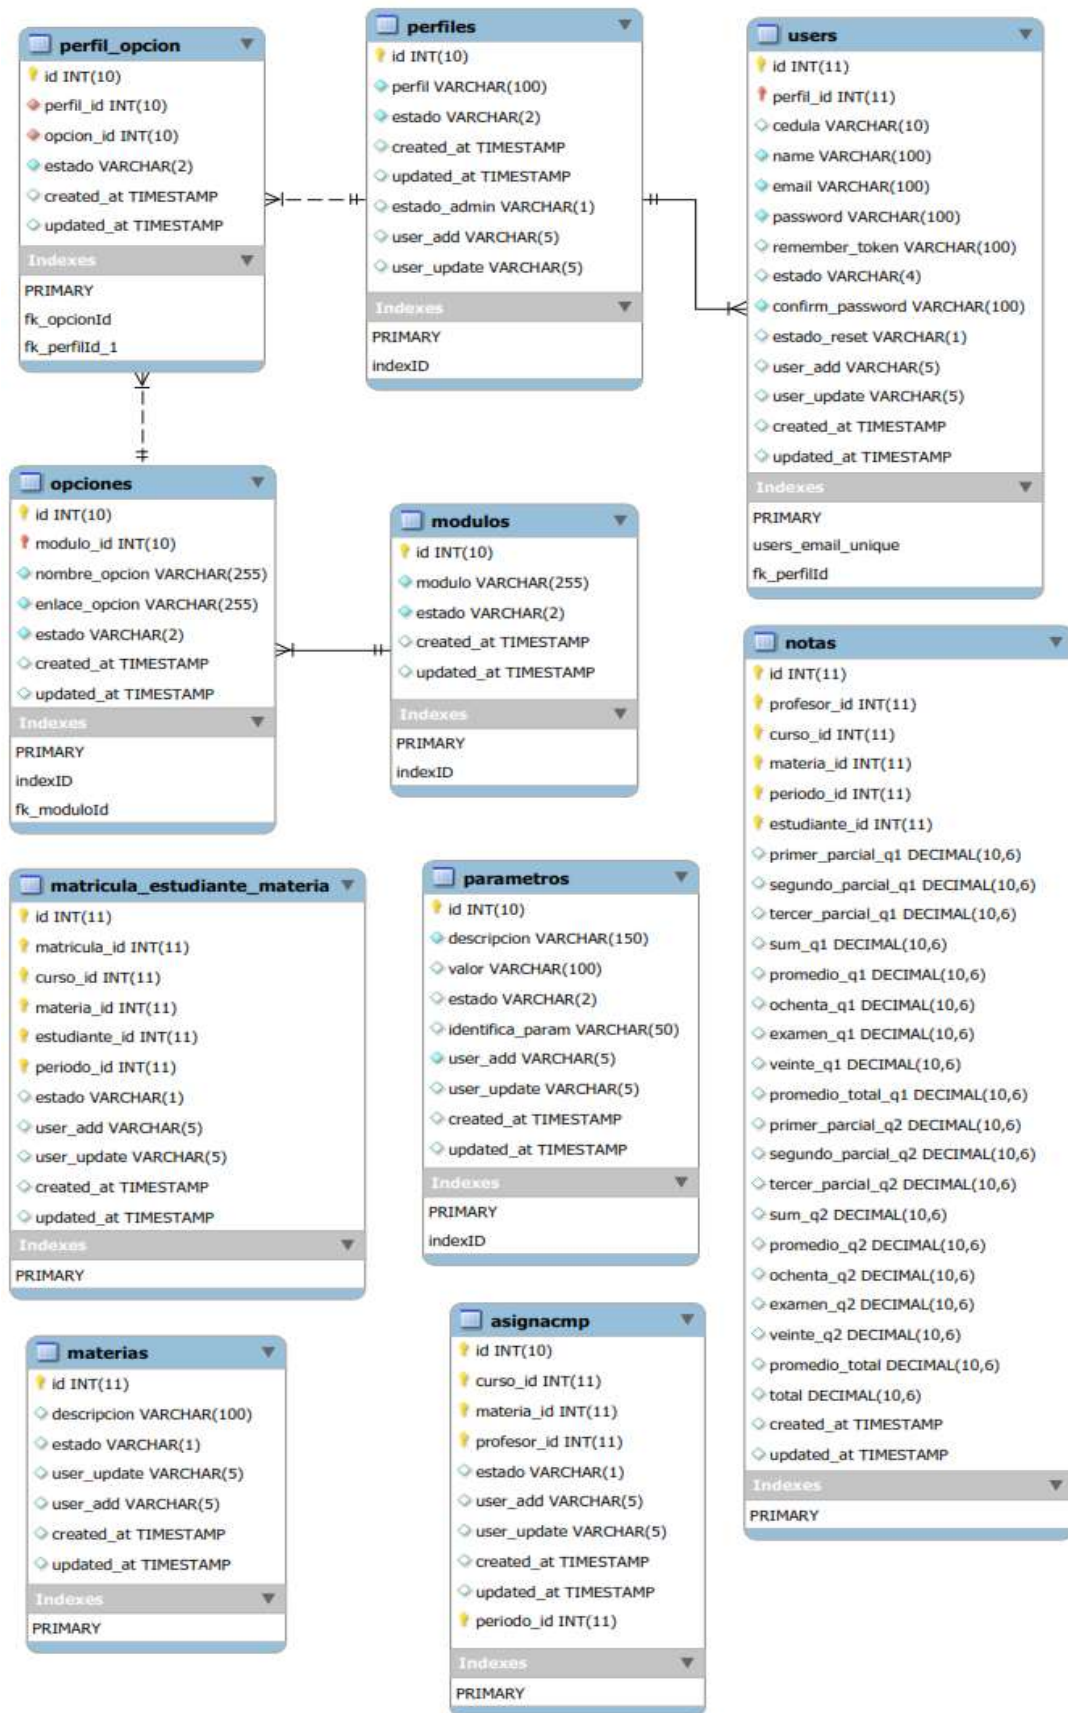 perfil_opcion
id INT(10)
perfil_id INT(10)
opcion_id INT(10)
estado VARCHAR(2)
created_at TIMESTAMP
updated_at TIMESTAMP
Indexes
PRIMARY
fk_opcionId
fk_perfilId_1
perfiles
id INT(10)
perfil VARCHAR(100)
estado VARCHAR(2)
created_at TIMESTAMP
updated_at TIMESTAMP
estado_admin VARCHAR(1)
user_add VARCHAR(5)
user_update VARCHAR(5)
Indexes
PRIMARY
indexID
users
id INT(11)
perfil_id INT(11)
cedula VARCHAR(10)
name VARCHAR(100)
email VARCHAR(100)
password VARCHAR(100)
remember_token VARCHAR(100)
estado VARCHAR(4)
confirm_password VARCHAR(100)
estado_reset VARCHAR(1)
user_add VARCHAR(5)
user_update VARCHAR(5)
created_at TIMESTAMP
updated_at TIMESTAMP
Indexes
PRIMARY
users_email_unique
fk_perfilId
opciones
id INT(10)
modulo_id INT(10)
nombre_opcion VARCHAR(255)
enlace_opcion VARCHAR(255)
estado VARCHAR(2)
created_at TIMESTAMP
updated_at TIMESTAMP
Indexes
PRIMARY
indexID
fk_moduloId
modulos
id INT(10)
modulo VARCHAR(255)
estado VARCHAR(2)
created_at TIMESTAMP
updated_at TIMESTAMP
Indexes
PRIMARY
indexID
notas
id INT(11)
profesor_id INT(11)
curso_id INT(11)
materia_id INT(11)
periodo_id INT(11)
estudiante_id INT(11)
primer_parcial_q1 DECIMAL(10,6)
segundo_parcial_q1 DECIMAL(10,6)
tercer_parcial_q1 DECIMAL(10,6)
sum_q1 DECIMAL(10,6)
promedio_q1 DECIMAL(10,6)
ochenta_q1 DECIMAL(10,6)
examen_q1 DECIMAL(10,6)
veinte_q1 DECIMAL(10,6)
promedio_total_q1 DECIMAL(10,6)
primer_parcial_q2 DECIMAL(10,6)
segundo_parcial_q2 DECIMAL(10,6)
tercer_parcial_q2 DECIMAL(10,6)
sum_q2 DECIMAL(10,6)
promedio_q2 DECIMAL(10,6)
ochenta_q2 DECIMAL(10,6)
examen_q2 DECIMAL(10,6)
veinte_q2 DECIMAL(10,6)
promedio_total DECIMAL(10,6)
total DECIMAL(10,6)
created_at TIMESTAMP
updated_at TIMESTAMP
Indexes
PRIMARY
matricula_estudiante_materia
id INT(11)
matricula_id INT(11)
curso_id INT(11)
materia_id INT(11)
estudiante_id INT(11)
periodo_id INT(11)
estado VARCHAR(1)
user_add VARCHAR(5)
user_update VARCHAR(5)
created_at TIMESTAMP
updated_at TIMESTAMP
Indexes
PRIMARY
parametros
id INT(10)
descripcion VARCHAR(150)
valor VARCHAR(100)
estado VARCHAR(2)
identifica_param VARCHAR(50)
user_add VARCHAR(5)
user_update VARCHAR(5)
created_at TIMESTAMP
updated_at TIMESTAMP
Indexes
PRIMARY
indexID
materias
id INT(11)
descripcion VARCHAR(100)
estado VARCHAR(1)
user_update VARCHAR(5)
user_add VARCHAR(5)
created_at TIMESTAMP
updated_at TIMESTAMP
Indexes
PRIMARY
asignacmp
id INT(10)
curso_id INT(11)
materia_id INT(11)
profesor_id INT(11)
estado VARCHAR(1)
user_add VARCHAR(5)
user_update VARCHAR(5)
created_at TIMESTAMP
updated_at TIMESTAMP
periodo_id INT(11)
Indexes
PRIMARY